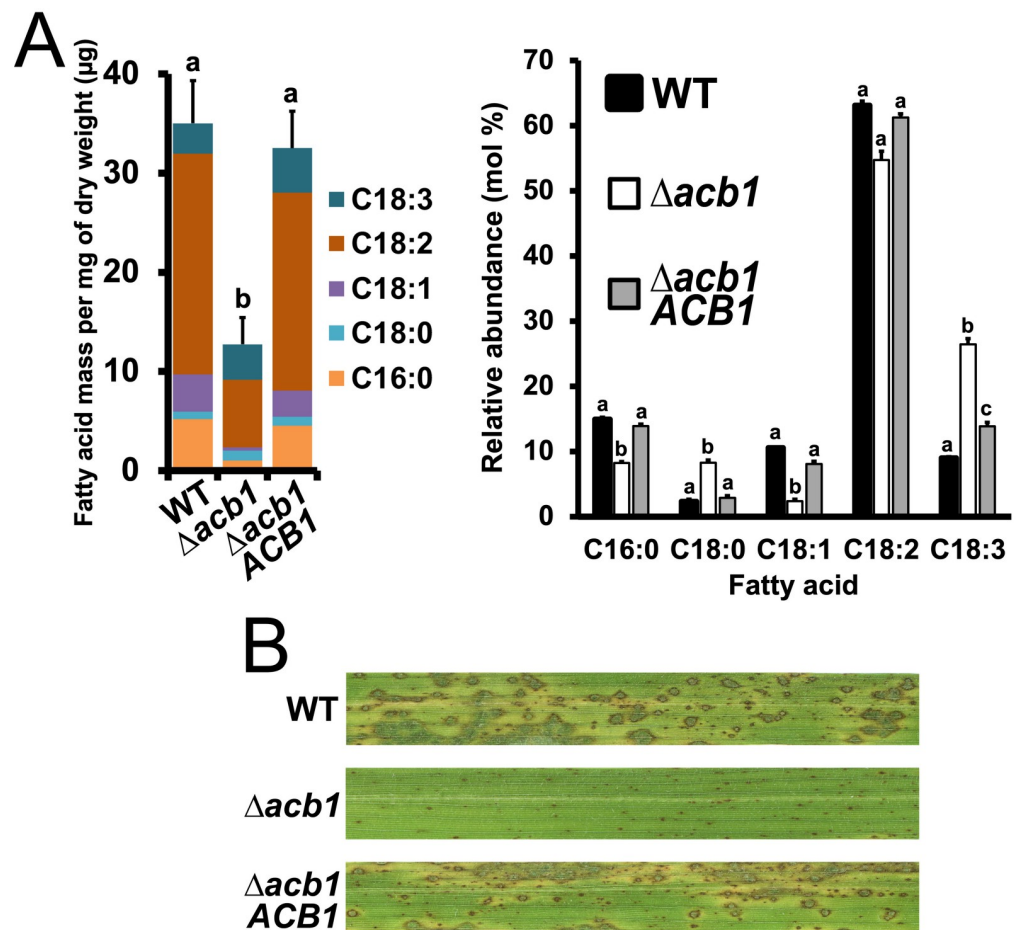 A
Fatty acid mass per mg of dry weight (µg)
40
30
20
10
0
a
b
a
WT
Δacb1
Δacb1
ACB1
C18:3
C18:2
C18:1
C18:0
C16:0
Relative abundance (mol %)
70
60
50
40
30
20
10
0
WT
Δacb1
Δacb1
ACB1
a b a
a b a
a b a
a a a
a b c
C16:0 C18:0 C18:1 C18:2 C18:3
Fatty acid
B
WT
Δacb1
Δacb1
ACB1